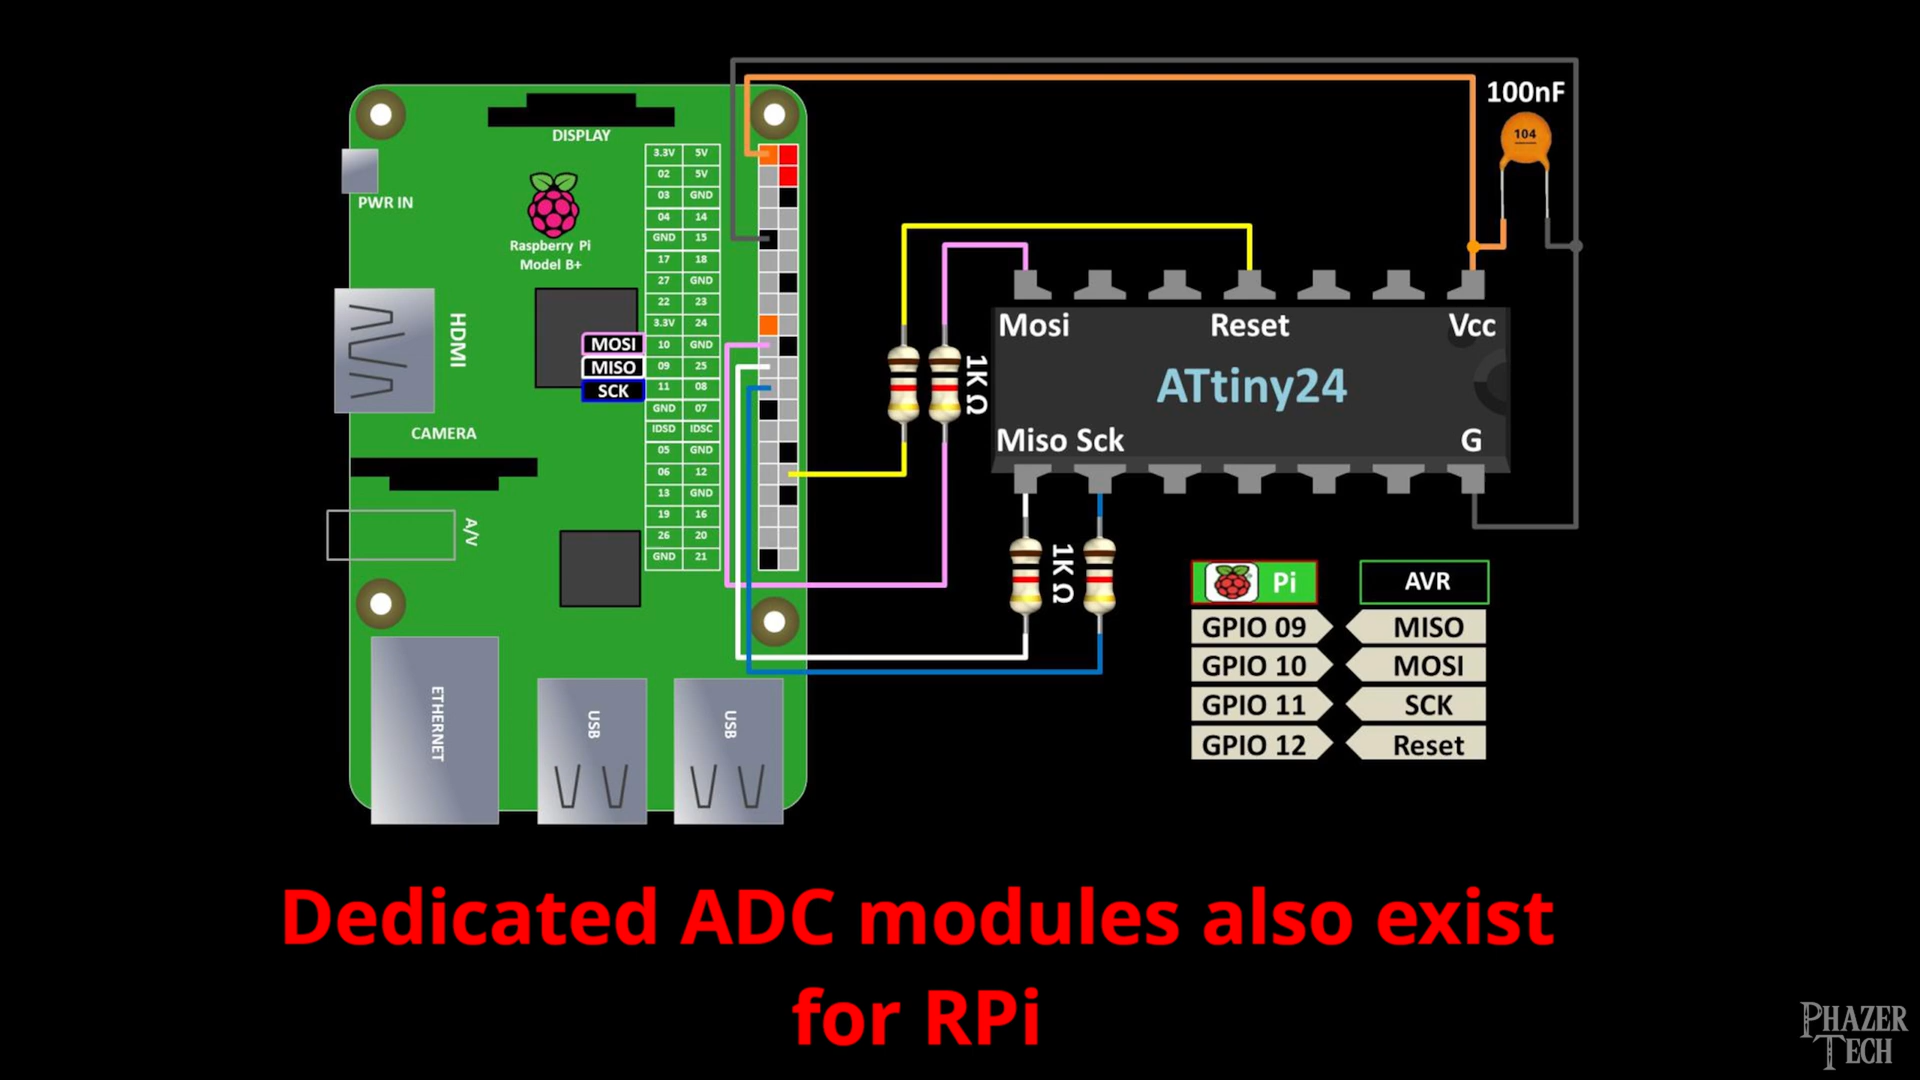 100nF
104
DISPLAY
3.3V 5V
02 5V
03 GND
04 14
GND 15
17 18
27 GND
22 23
3.3V 24
10 GND
09 25
11 08
GND 07
IDSD IDSC
05 GND
06 12
13 GND
19 16
26 20
GND 21
PWR IN
Raspberry Pi
Model B+
HDMI
MOSI
MISO
SCK
CAMERA
A/V
ETHERNET
USB
USB
1K Ω
Mosi Reset Vcc
ATtiny24
Miso Sck G
1K Ω
Pi AVR
GPIO 09 MISO
GPIO 10 MOSI
GPIO 11 SCK
GPIO 12 Reset
Dedicated ADC modules also exist
for RPi
PHAZER
TECH